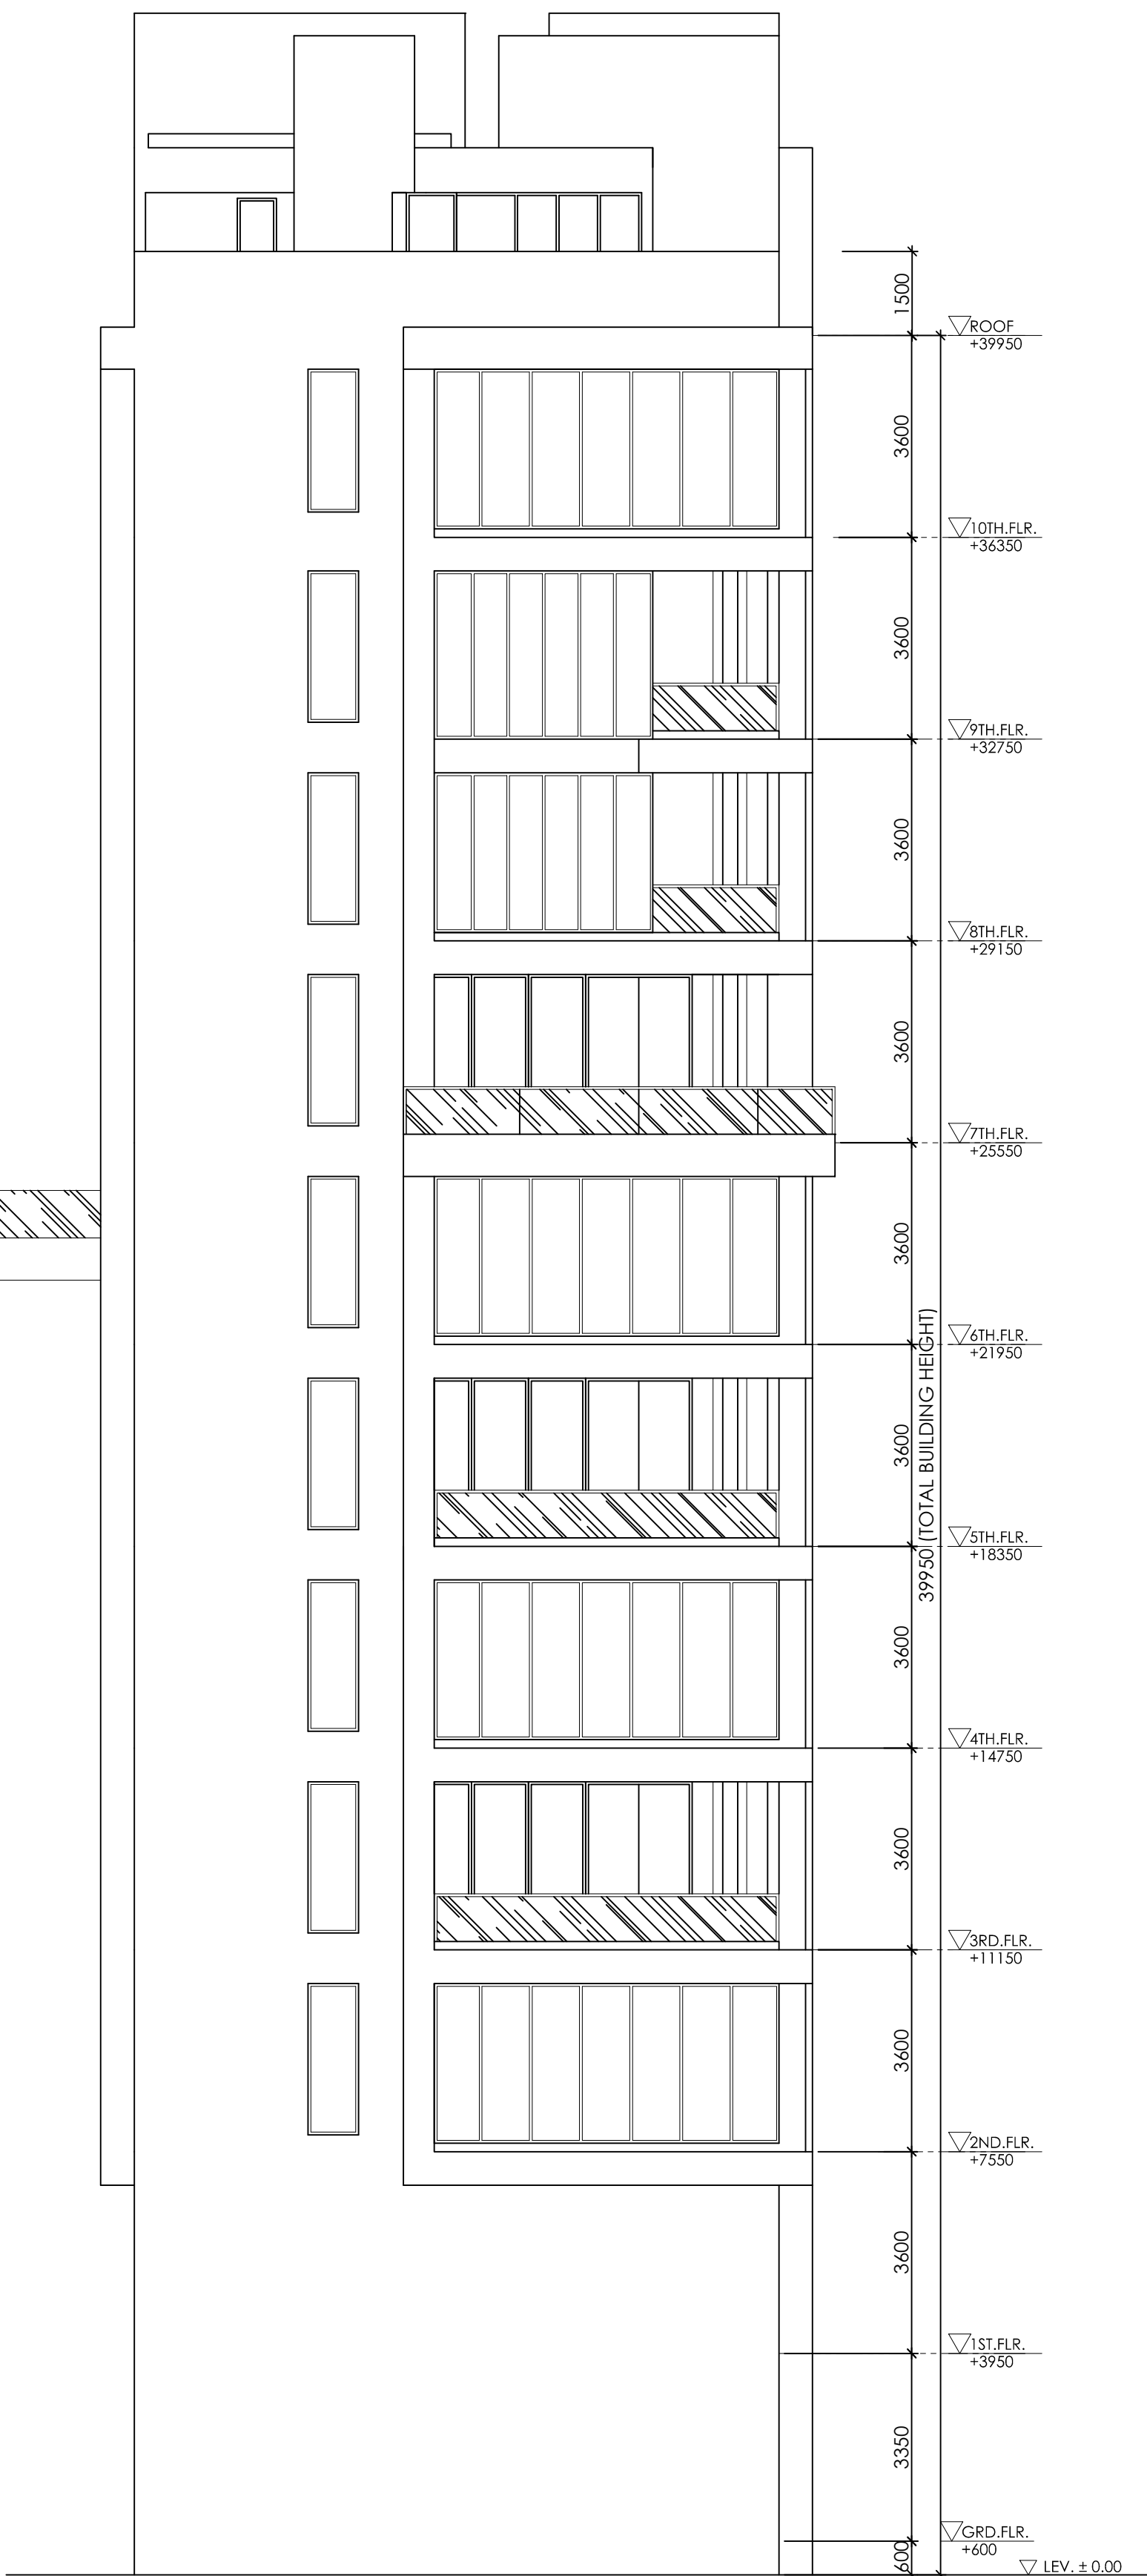 1500
ROOF
+39950
3600
10TH.FLR.
+36350
3600
9TH.FLR.
+32750
3600
8TH.FLR.
+29150
3600
7TH.FLR.
+25550
3600
39950 (TOTAL BUILDING HEIGHT)
6TH.FLR.
+21950
3600
5TH.FLR.
+18350
3600
4TH.FLR.
+14750
3600
3RD.FLR.
+11150
3600
2ND.FLR.
+7550
3600
1ST.FLR.
+3950
3350
GRD.FLR.
+600
600
LEV. ± 0.00